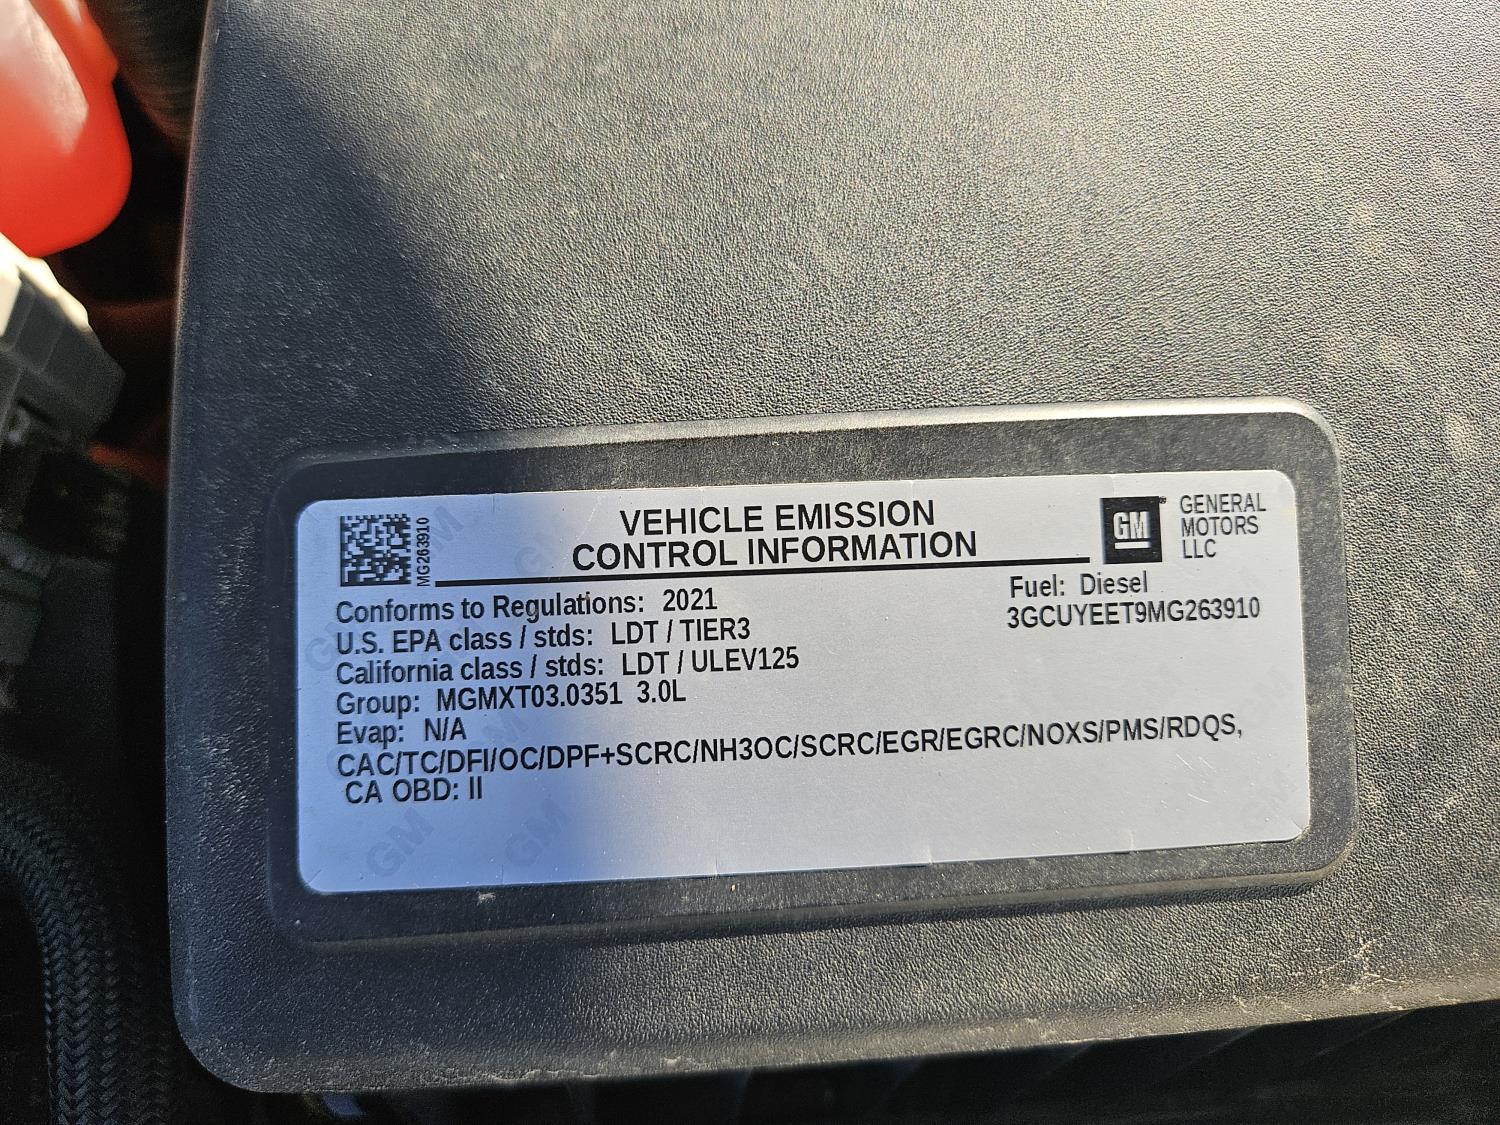 MG263910
VEHICLE EMISSION
CONTROL INFORMATION
GM
GENERAL
MOTORS
LLC
Conforms to Regulations: 2021
U.S. EPA class / stds: LDT / TIER3
California class / stds: LDT / ULEV125
Group: MGMXT03.0351 3.0L
Evap: N/A
Fuel: Diesel
3GCUYEET9MG263910
CAC/TC/DFI/OC/DPF+SCRC/NH3OC/SCRC/EGR/EGRC/NOXS/PMS/RDQS,
CA OBD: II